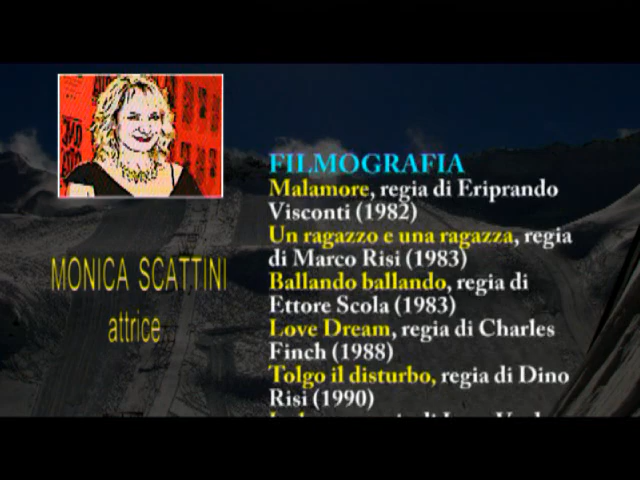 FILMOGRAFIA
Malamore, regia di Eriprando
Visconti (1982)
Un ragazzo e una ragazza, regia
di Marco Risi (1983)
Ballando ballando, regia di
Ettore Scola (1983)
Love Dream, regia di Charles
Finch (1988)
Tolgo il disturbo, regia di Dino
Risi (1990)
MONICA SCATTINI
attrice